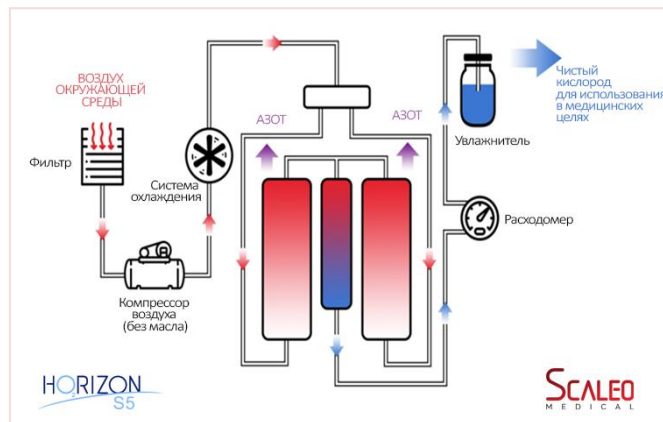 ВОЗДУХ
ОКРУЖАЮЩЕЙ
СРЕДЫ
Фильтр
Система
охлаждения
Компрессор
воздуха
(без масла)
АЗОТ
АЗОТ
Увлажнитель
Чистый
кислород
для использования
в медицинских
целях
Расходомер
HO2RIZON
S5
SCALEO
MEDICAL